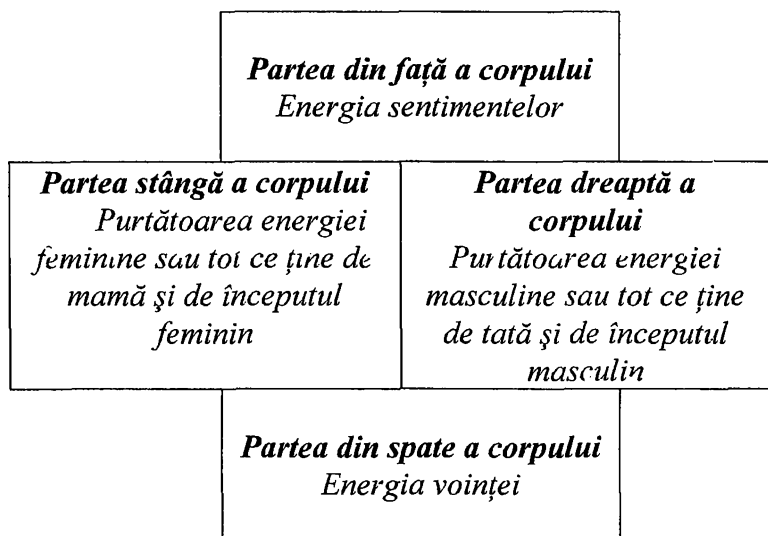 Partea din față a corpului
Energia sentimentelor
Partea stângă a corpului
Purtătoarea energiei
feminine sau tot ce ține de
mamă şi de începutul
feminin
Partea dreaptă a
corpului
Purtătoarea energiei
masculine sau tot ce ține
de tată şi de începutul
masculin
Partea din spate a corpului
Energia voinței